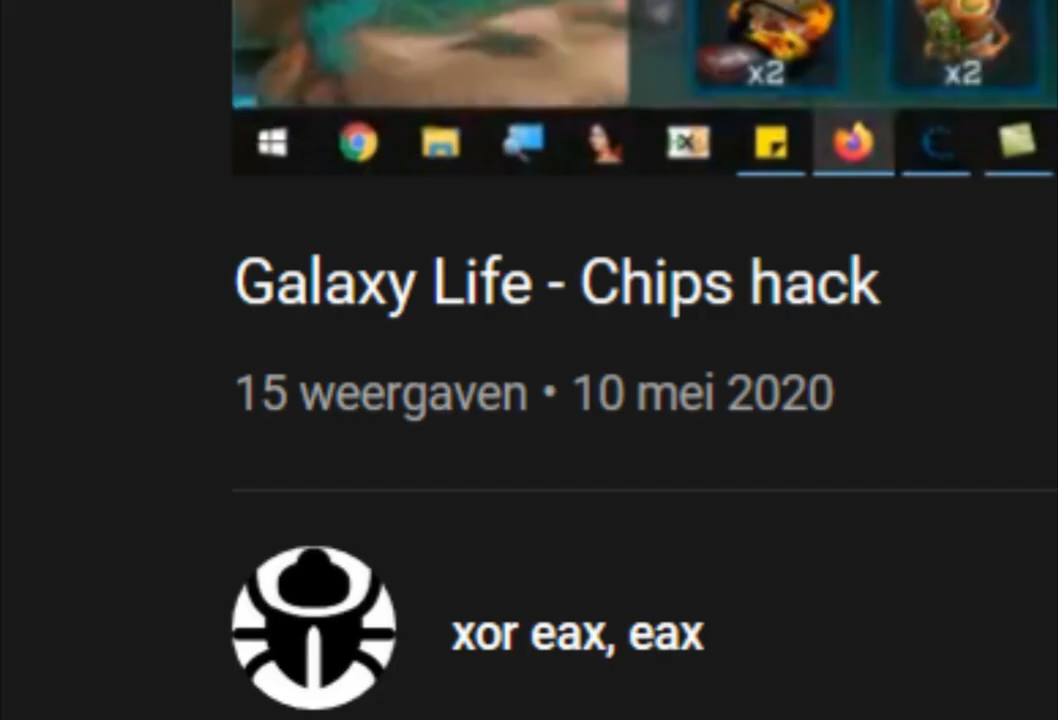 x2 x2
Galaxy Life - Chips hack
15 weergaven • 10 mei 2020
xor eax, eax